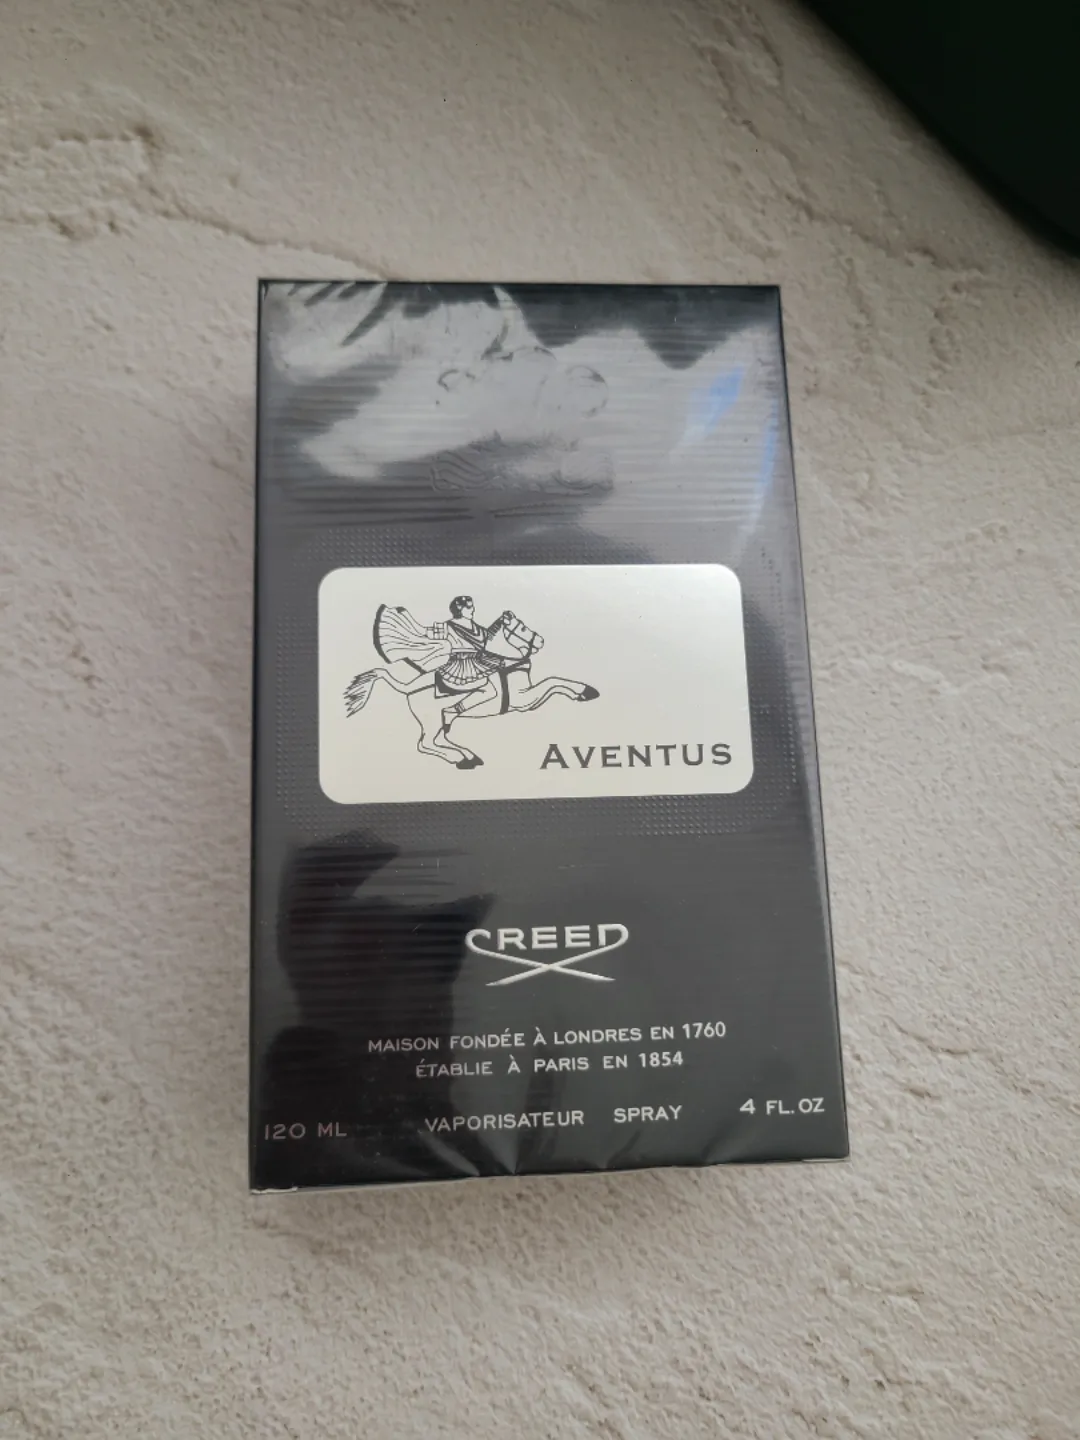 AVENTUS
CREED
MAISON FONDÉE À LONDRES EN 1760
ÉTABLIE À PARIS EN 1854
120 ML VAPORISATEUR SPRAY 4 FL. OZ